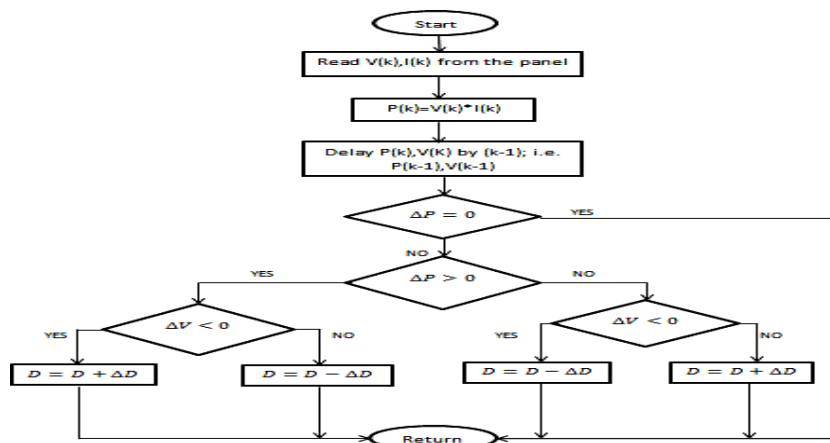 Start
Read V(k),I(k) from the panel
P(k)=V(k)*I(k)
Delay P(k),V(K) by (k-1); i.e.
P(k-1),V(k-1)
ΔP = 0
YES
NO
YES
ΔP > 0
NO
YES
ΔV < 0
NO
YES
ΔV < 0
NO
D = D + ΔD
D = D − ΔD
D = D − ΔD
D = D + ΔD
Return